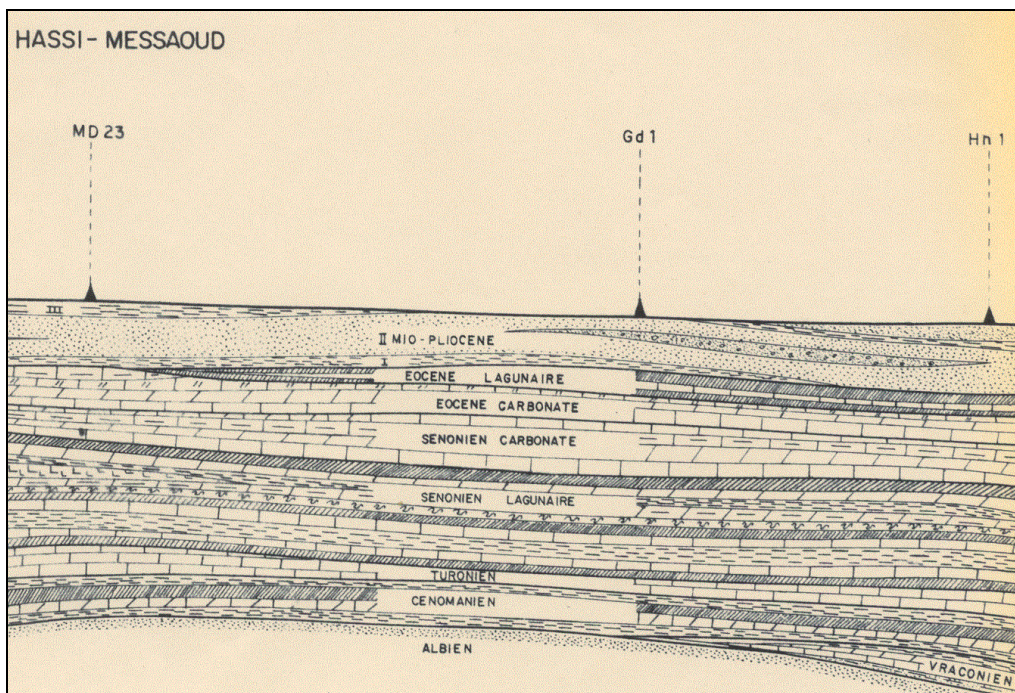 HASSI - MESSAOUD
MD 23
Gd 1
Hn 1
III
II MIO-PLIOCENE
I
EOCENE LAGUNAIRE
EOCENE CARBONATE
SENONIEN CARBONATE
SENONIEN LAGUNAIRE
TURONIEN
CENOMANIEN
ALBIEN
VRACONIEN